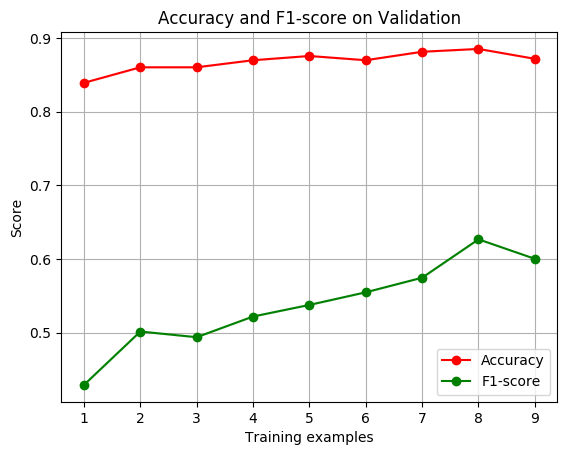 Accuracy and F1-score on Validation
0.9
0.8
0.7
0.6
0.5
Score
1 2 3 4 5 6 7 8 9
Training examples
Accuracy
F1-score